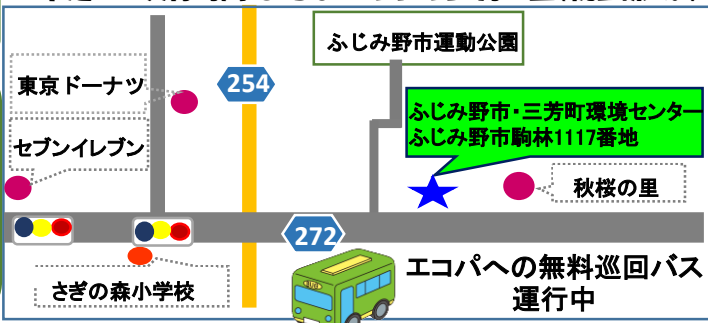 ふじみ野市運動公園
東京ドーナツ
254
ふじみ野市・三芳町環境センター
ふじみ野市駒林1117番地
セブンイレブン
秋桜の里
272
さぎの森小学校
エコパへの無料巡回バス
運行中